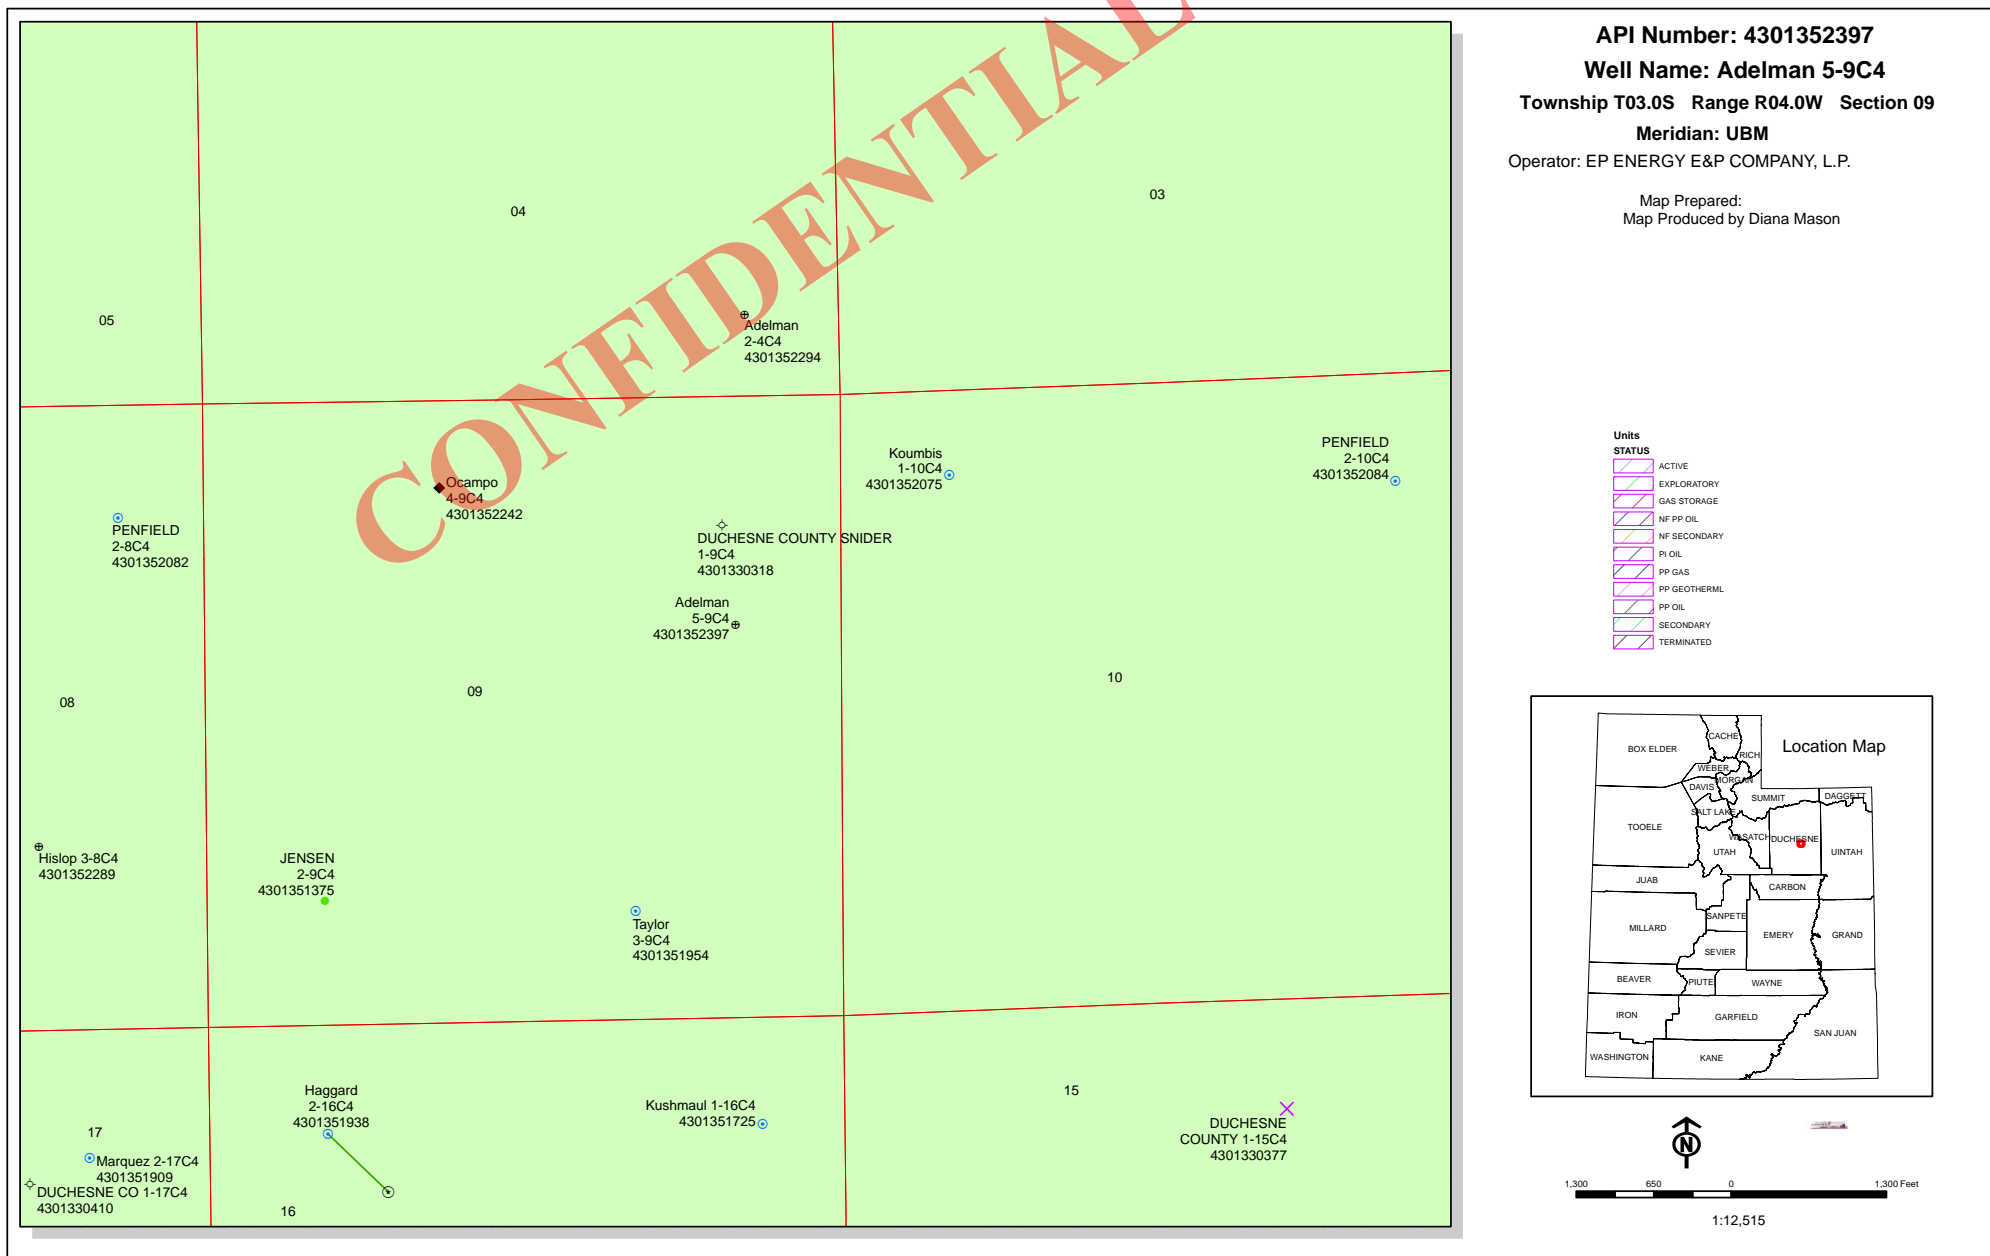 CONFIDENTIAL
API Number: 4301352397
Well Name: Adelman 5-9C4
Township T03.0S Range R04.0W Section 09
Meridian: UBM
Operator: EP ENERGY E&P COMPANY, L.P.
Map Prepared:
Map Produced by Diana Mason
04
03
05
Adelman
2-4C4
4301352294
Koumbis
1-10C4
4301352075
PENFIELD
2-10C4
4301352084
Ocampo
4-9C4
4301352242
PENFIELD
2-8C4
4301352082
DUCHESNE COUNTY SNIDER
1-9C4
4301330318
Adelman
5-9C4
4301352397
08
09
10
Hislop 3-8C4
4301352289
JENSEN
2-9C4
4301351375
Taylor
3-9C4
4301351954
Haggard
2-16C4
4301351938
Kushmaul 1-16C4
4301351725
15
DUCHESNE
COUNTY 1-15C4
4301330377
17
Marquez 2-17C4
4301351909
DUCHESNE CO 1-17C4
4301330410
16
Units
STATUS
ACTIVE
EXPLORATORY
GAS STORAGE
NF PP OIL
NF SECONDARY
PI OIL
PP GAS
PP GEOTHERML
PP OIL
SECONDARY
TERMINATED
Location Map
BOX ELDER
CACHE
RICH
WEBER
MORGAN
DAVIS
SUMMIT
DAGGETT
SALT LAKE
TOOELE
WASATCH
DUCHESNE
UTAH
UINTAH
JUAB
CARBON
SANPETE
MILLARD
EMERY
GRAND
SEVIER
BEAVER
PIUTE
WAYNE
IRON
GARFIELD
SAN JUAN
WASHINGTON
KANE
N
1,300 650 0 1,300 Feet
1:12,515